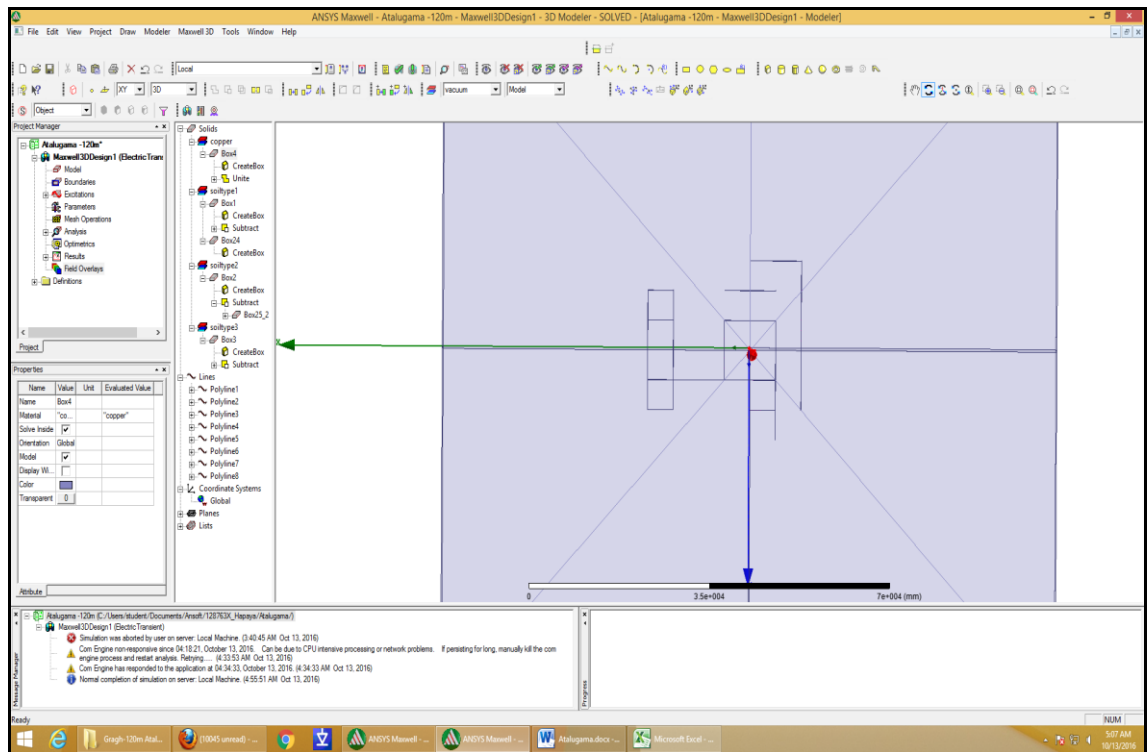 ANSYS Maxwell - Atalugama -120m - Maxwell3DDesign1 - 3D Modeler - SOLVED - [Atalugama -120m - Maxwell3DDesign1 - Modeler]
File Edit View Project Draw Modeler Maxwell 3D Tools Window Help
Local
XY 3D vacuum Model
Object
Project Manager
Atalugama -120m*
Maxwell3DDesign1 (ElectricTran
Model
Boundaries
Excitations
Parameters
Mesh Operations
Analysis
Optimetrics
Results
Field Overlays
Definitions
Project
Properties
Name Value Unit Evaluated Value
Name Box4
Material "co... "copper"
Solve Inside
Orientation Global
Model
Display Wi...
Color
Transparent 0
Attribute
Solids
copper
Box4
CreateBox
Unite
soiltype1
Box1
CreateBox
Subtract
Box24
CreateBox
soiltype2
Box2
CreateBox
Subtract
Box25_2
soiltype3
Box3
CreateBox
Subtract
Lines
Polyline1
Polyline2
Polyline3
Polyline4
Polyline5
Polyline6
Polyline7
Polyline8
Coordinate Systems
Global
Planes
Lists
0 3.5e+004 7e+004 (mm)
Message Manager
Atalugama -120m (C:/Users/student/Documents/Ansoft/128763X_Hapaya/Atalugama/)
Maxwell3DDesign1 (ElectricTransient)
Simulation was aborted by user on server: Local Machine. (3:40:45 AM Oct 13, 2016)
Com Engine non-responsive since 04:18:21, October 13, 2016. Can be due to CPU intensive processing or network problems. If persisting for long, manually kill the com
engine process and restart analysis. Retrying..... (4:33:53 AM Oct 13, 2016)
Com Engine has responded to the application at 04:34:33, October 13, 2016. (4:34:33 AM Oct 13, 2016)
Normal completion of simulation on server: Local Machine. (4:55:51 AM Oct 13, 2016)
Progress
Ready
NUM
Gragh-120m Atal...
(10045 unread) -...
ANSYS Maxwell -...
ANSYS Maxwell -...
Atalugama.docx -...
Microsoft Excel - ...
5:07 AM
10/13/2016